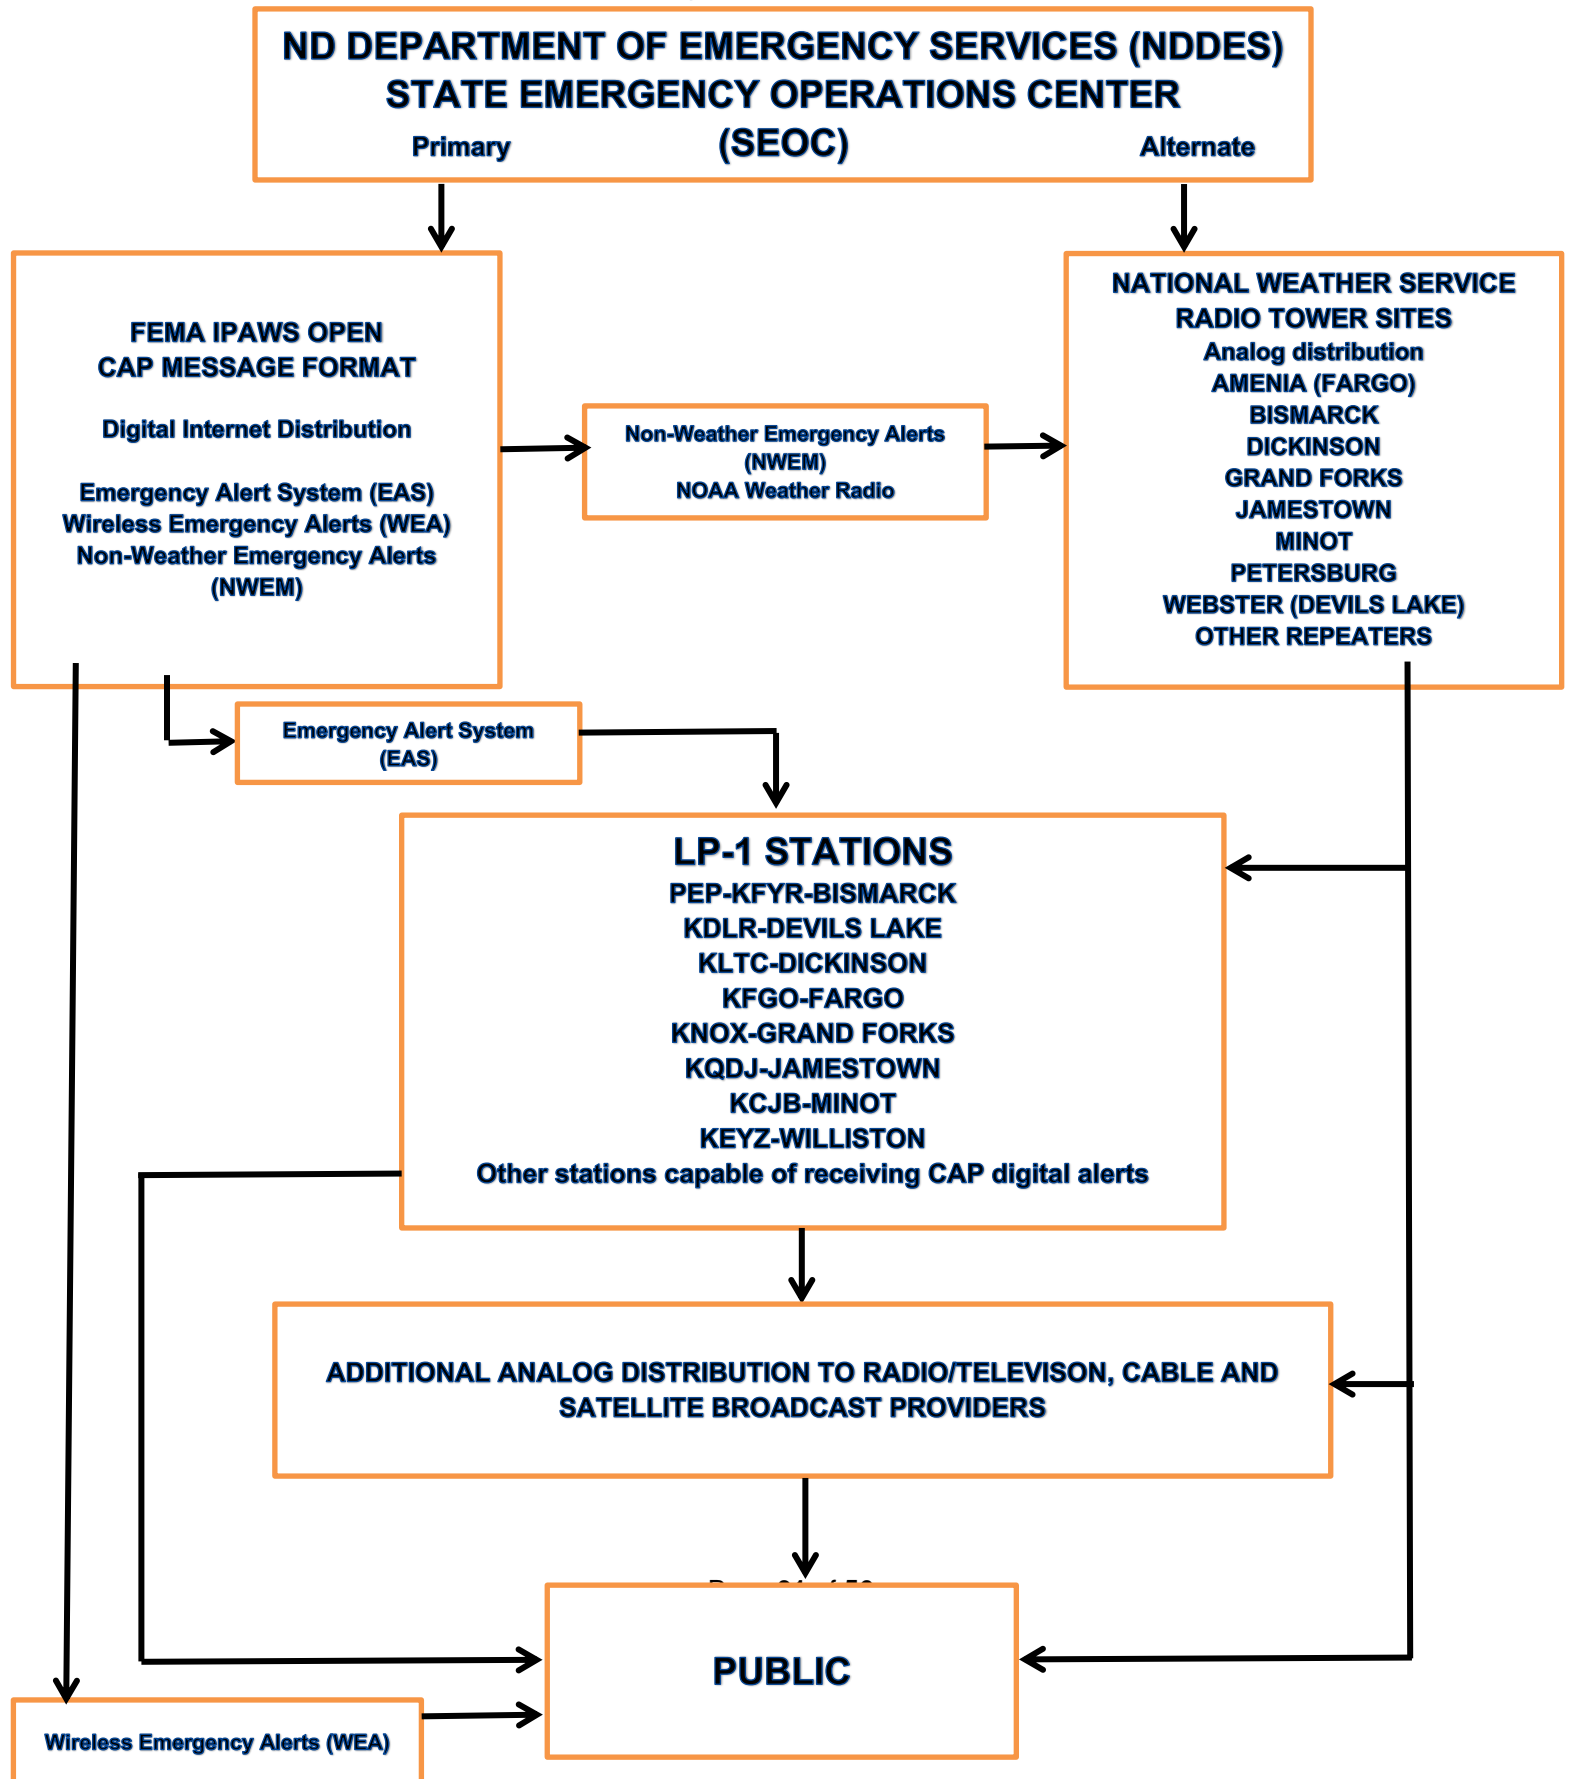 ND DEPARTMENT OF EMERGENCY SERVICES (NDDES)
STATE EMERGENCY OPERATIONS CENTER
(SEOC)
Primary
Alternate
FEMA IPAWS OPEN
CAP MESSAGE FORMAT
Digital Internet Distribution
Emergency Alert System (EAS)
Wireless Emergency Alerts (WEA)
Non-Weather Emergency Alerts
(NWEM)
Non-Weather Emergency Alerts
(NWEM)
NOAA Weather Radio
NATIONAL WEATHER SERVICE
RADIO TOWER SITES
Analog distribution
AMENIA (FARGO)
BISMARCK
DICKINSON
GRAND FORKS
JAMESTOWN
MINOT
PETERSBURG
WEBSTER (DEVILS LAKE)
OTHER REPEATERS
Emergency Alert System
(EAS)
LP-1 STATIONS
PEP-KFYR-BISMARCK
KDLR-DEVILS LAKE
KLTC-DICKINSON
KFGO-FARGO
KNOX-GRAND FORKS
KQDJ-JAMESTOWN
KCJB-MINOT
KEYZ-WILLISTON
Other stations capable of receiving CAP digital alerts
ADDITIONAL ANALOG DISTRIBUTION TO RADIO/TELEVISON, CABLE AND
SATELLITE BROADCAST PROVIDERS
PUBLIC
Wireless Emergency Alerts (WEA)